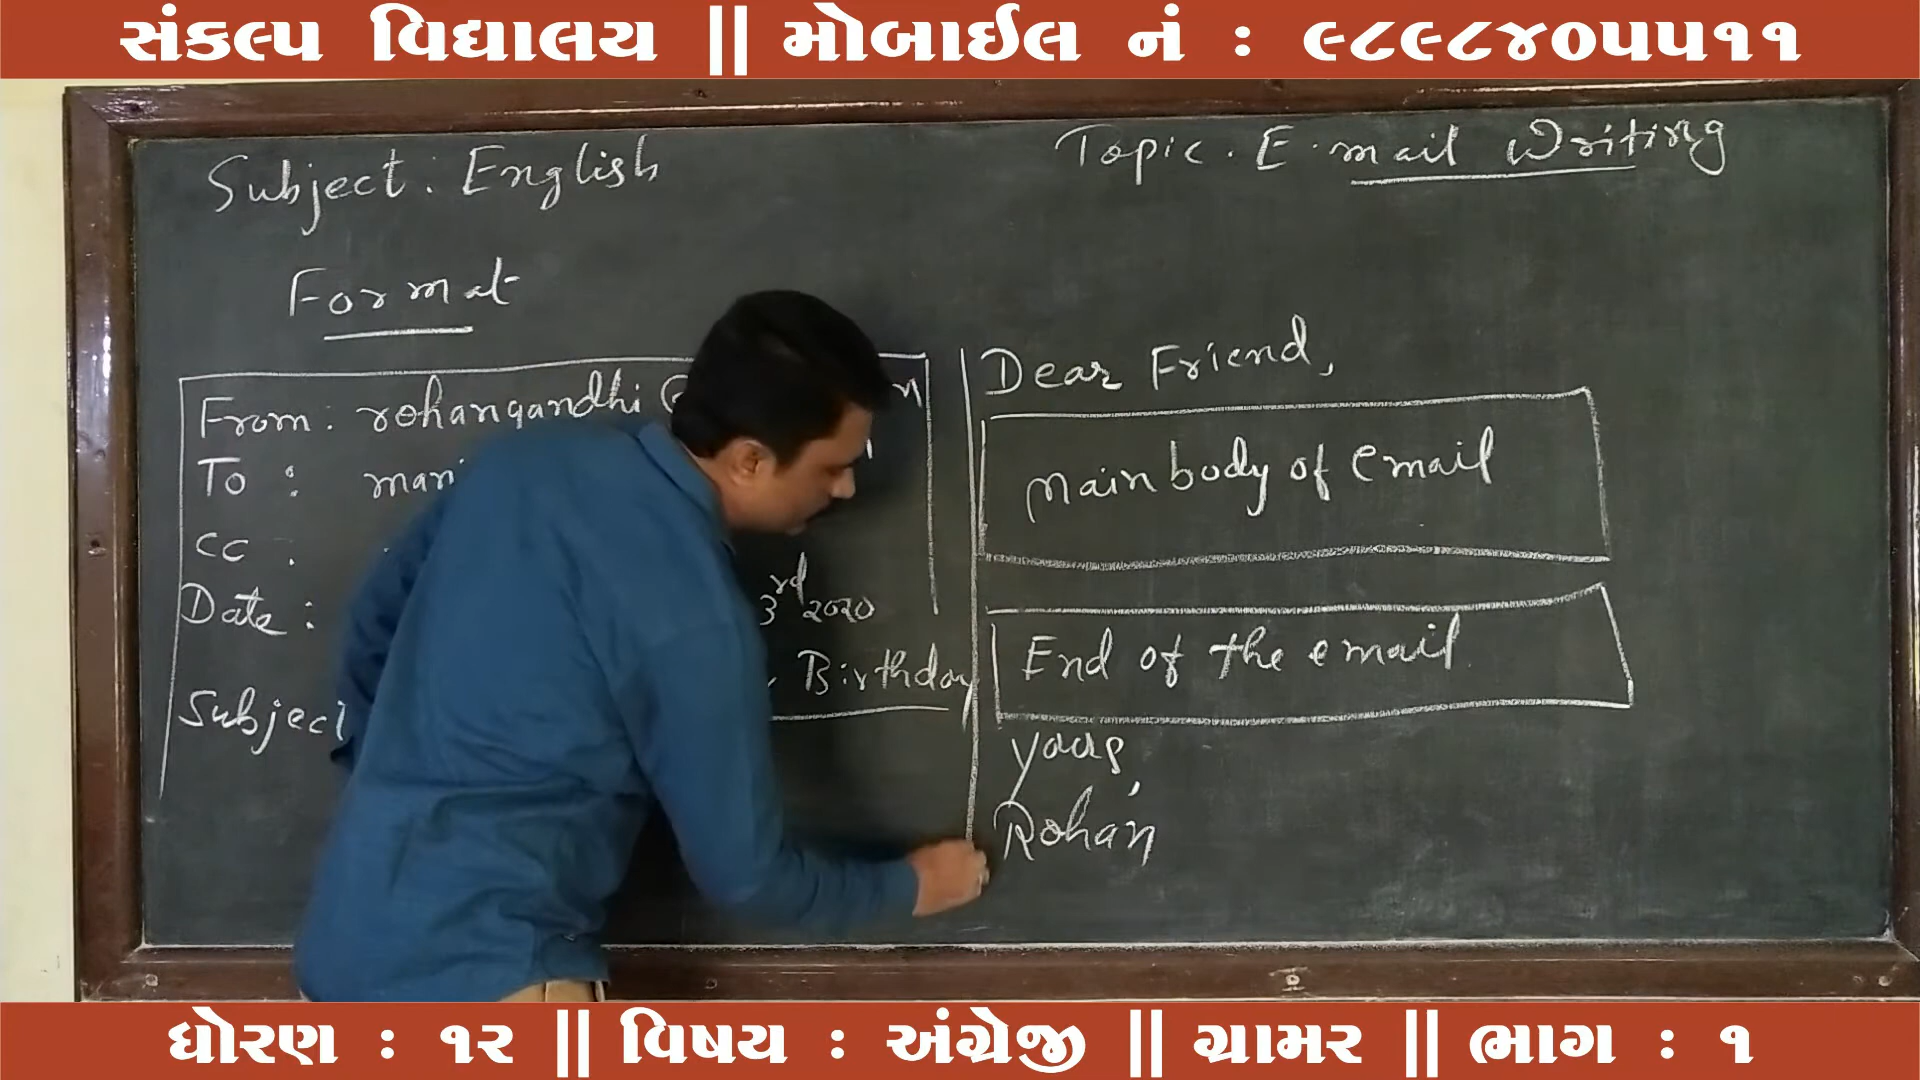 સંકલ્પ વિદ્યાલય || મોબાઈલ નં : ૯૮૯૮૪૦૫૫૧૧
Subject : English
Topic . E . mail Writing
Format
From : rohangandhi @
To :
CC :
Date : 3rd 2020
Subject Birthday
Dear Friend,
Main body of email
End of the email.
yours,
Rohan
ધોરણ : ૧૨ || વિષય : અંગ્રેજી || ગ્રામર || ભાગ : ૧